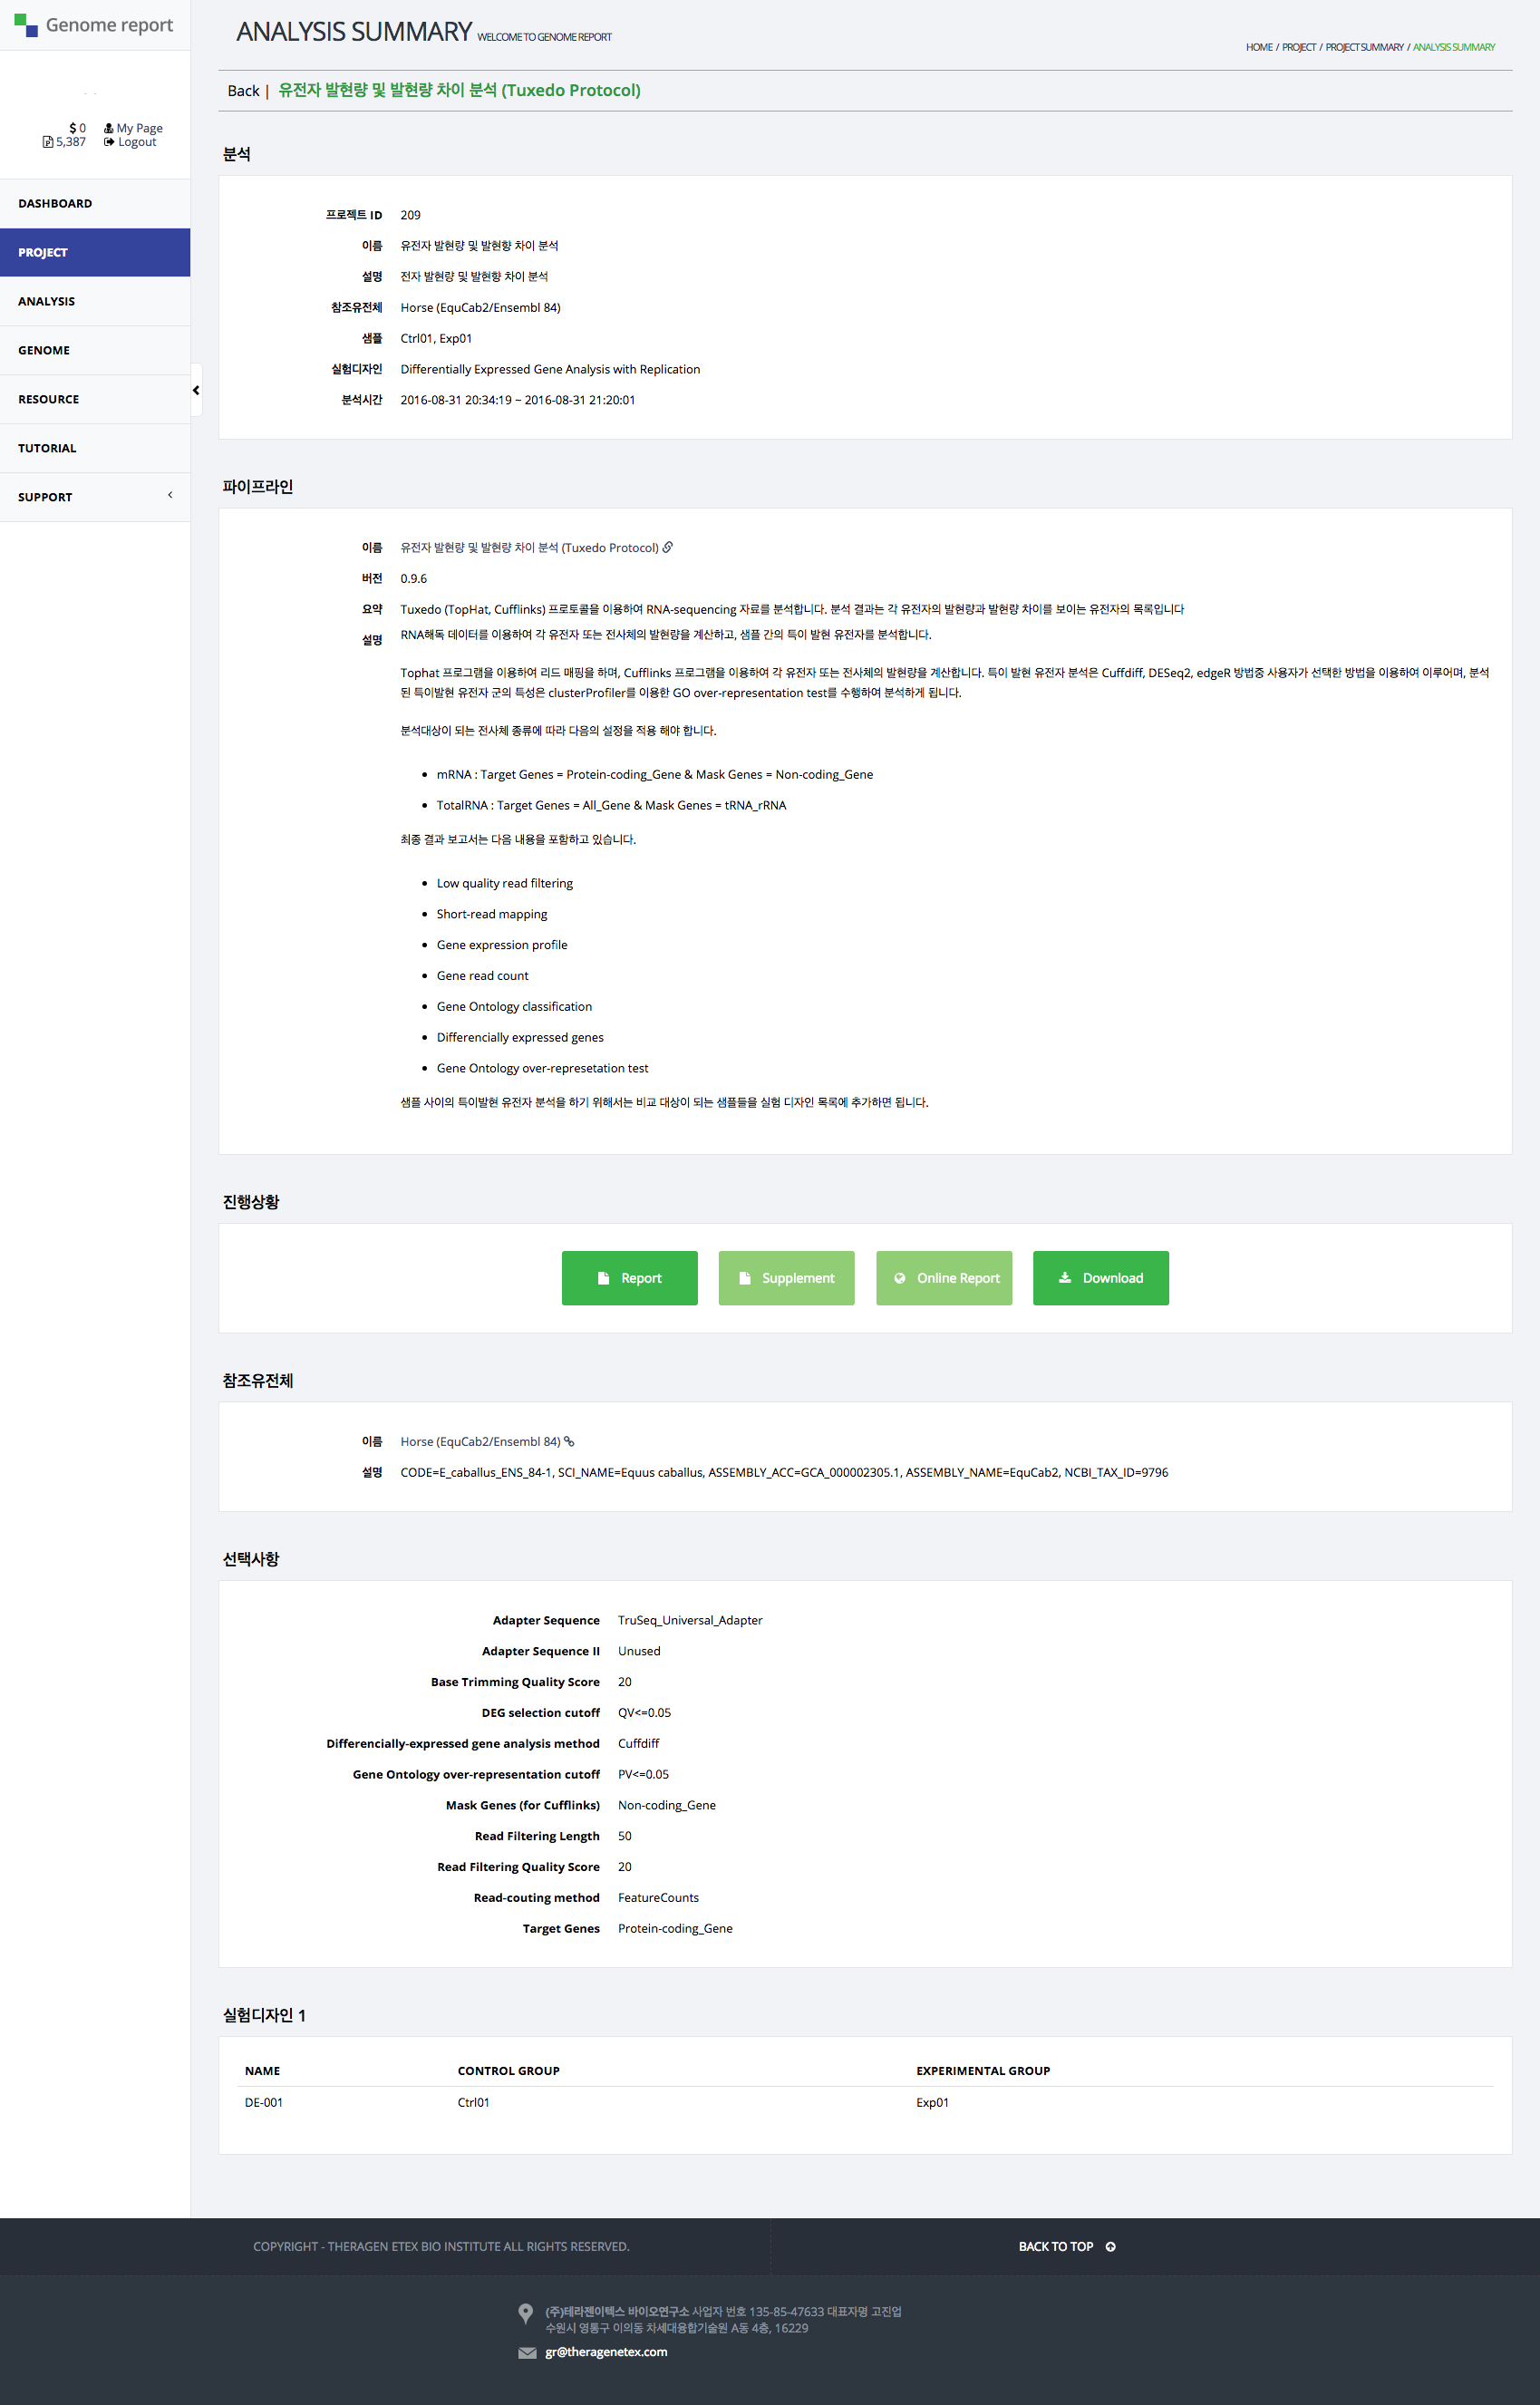 Genome report
$ 0 My Page
5,387 Logout
DASHBOARD
PROJECT
ANALYSIS
GENOME
RESOURCE
TUTORIAL
SUPPORT
ANALYSIS SUMMARY WELCOME TO GENOME REPORT
HOME / PROJECT / PROJECT SUMMARY / ANALYSIS SUMMARY
Back | 유전자 발현량 및 발현량 차이 분석 (Tuxedo Protocol)
분석
프로젝트 ID 209
이름 유전자 발현량 및 발현향 차이 분석
설명 전자 발현량 및 발현향 차이 분석
참조유전체 Horse (EquCab2/Ensembl 84)
샘플 Ctrl01, Exp01
실험디자인 Differentially Expressed Gene Analysis with Replication
분석시간 2016-08-31 20:34:19 ~ 2016-08-31 21:20:01
파이프라인
이름 유전자 발현량 및 발현량 차이 분석 (Tuxedo Protocol)
버전 0.9.6
요약 Tuxedo (TopHat, Cufflinks) 프로토콜을 이용하여 RNA-sequencing 자료를 분석합니다. 분석 결과는 각 유전자의 발현량과 발현량 차이를 보이는 유전자의 목록입니다
설명 RNA해독 데이터를 이용하여 각 유전자 또는 전사체의 발현량을 계산하고, 샘플 간의 특이 발현 유전자를 분석합니다.
Tophat 프로그램을 이용하여 리드 매핑을 하며, Cufflinks 프로그램을 이용하여 각 유전자 또는 전사체의 발현량을 계산합니다. 특이 발현 유전자 분석은 Cuffdiff, DESeq2, edgeR 방법중 사용자가 선택한 방법을 이용하여 이루어며, 분석
된 특이발현 유전자 군의 특성은 clusterProfiler를 이용한 GO over-representation test를 수행하여 분석하게 됩니다.
분석대상이 되는 전사체 종류에 따라 다음의 설정을 적용 해야 합니다.
• mRNA : Target Genes = Protein-coding_Gene & Mask Genes = Non-coding_Gene
• TotalRNA : Target Genes = All_Gene & Mask Genes = tRNA_rRNA
최종 결과 보고서는 다음 내용을 포함하고 있습니다.
• Low quality read filtering
• Short-read mapping
• Gene expression profile
• Gene read count
• Gene Ontology classification
• Differencially expressed genes
• Gene Ontology over-represetation test
샘플 사이의 특이발현 유전자 분석을 하기 위해서는 비교 대상이 되는 샘플들을 실험 디자인 목록에 추가하면 됩니다.
진행상황
Report Supplement Online Report Download
참조유전체
이름 Horse (EquCab2/Ensembl 84)
설명 CODE=E_caballus_ENS_84-1, SCI_NAME=Equus caballus, ASSEMBLY_ACC=GCA_000002305.1, ASSEMBLY_NAME=EquCab2, NCBI_TAX_ID=9796
선택사항
Adapter Sequence TruSeq_Universal_Adapter
Adapter Sequence II Unused
Base Trimming Quality Score 20
DEG selection cutoff QV<=0.05
Differencially-expressed gene analysis method Cuffdiff
Gene Ontology over-representation cutoff PV<=0.05
Mask Genes (for Cufflinks) Non-coding_Gene
Read Filtering Length 50
Read Filtering Quality Score 20
Read-couting method FeatureCounts
Target Genes Protein-coding_Gene
실험디자인 1
NAME CONTROL GROUP EXPERIMENTAL GROUP
DE-001 Ctrl01 Exp01
COPYRIGHT - THERAGEN ETEX BIO INSTITUTE ALL RIGHTS RESERVED.
BACK TO TOP
(주)테라젠이텍스 바이오연구소 사업자 번호 135-85-47633 대표자명 고진업
수원시 영통구 이의동 차세대융합기술원 A동 4층, 16229
gr@theragenetex.com